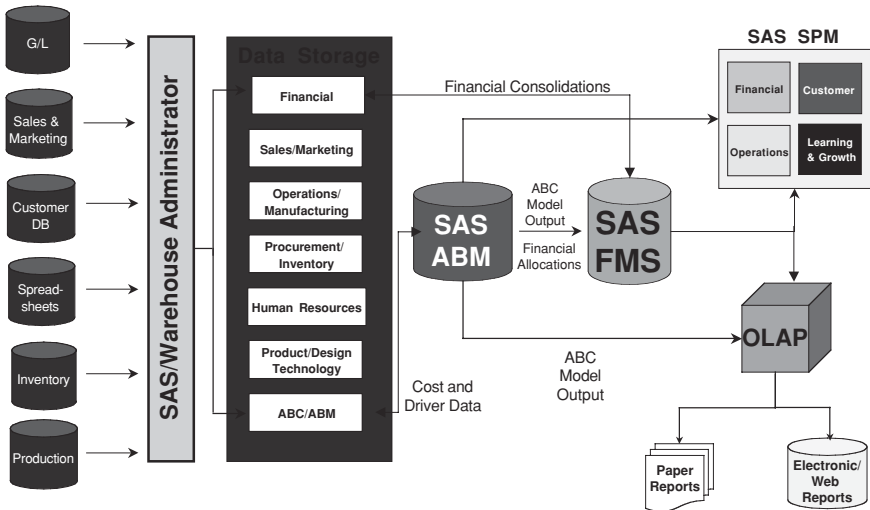 G/L
Sales &
Marketing
Customer
DB
Spread-
sheets
Inventory
Production
SAS/Warehouse Administrator
Data Storage
Financial
Sales/Marketing
Operations/
Manufacturing
Procurement/
Inventory
Human Resources
Product/Design
Technology
ABC/ABM
Financial Consolidations
Cost and
Driver Data
SAS
ABM
ABC
Model
Output
Financial
Allocations
SAS
FMS
ABC
Model
Output
SAS SPM
Financial
Customer
Operations
Learning
& Growth
OLAP
Paper
Reports
Electronic/
Web
Reports